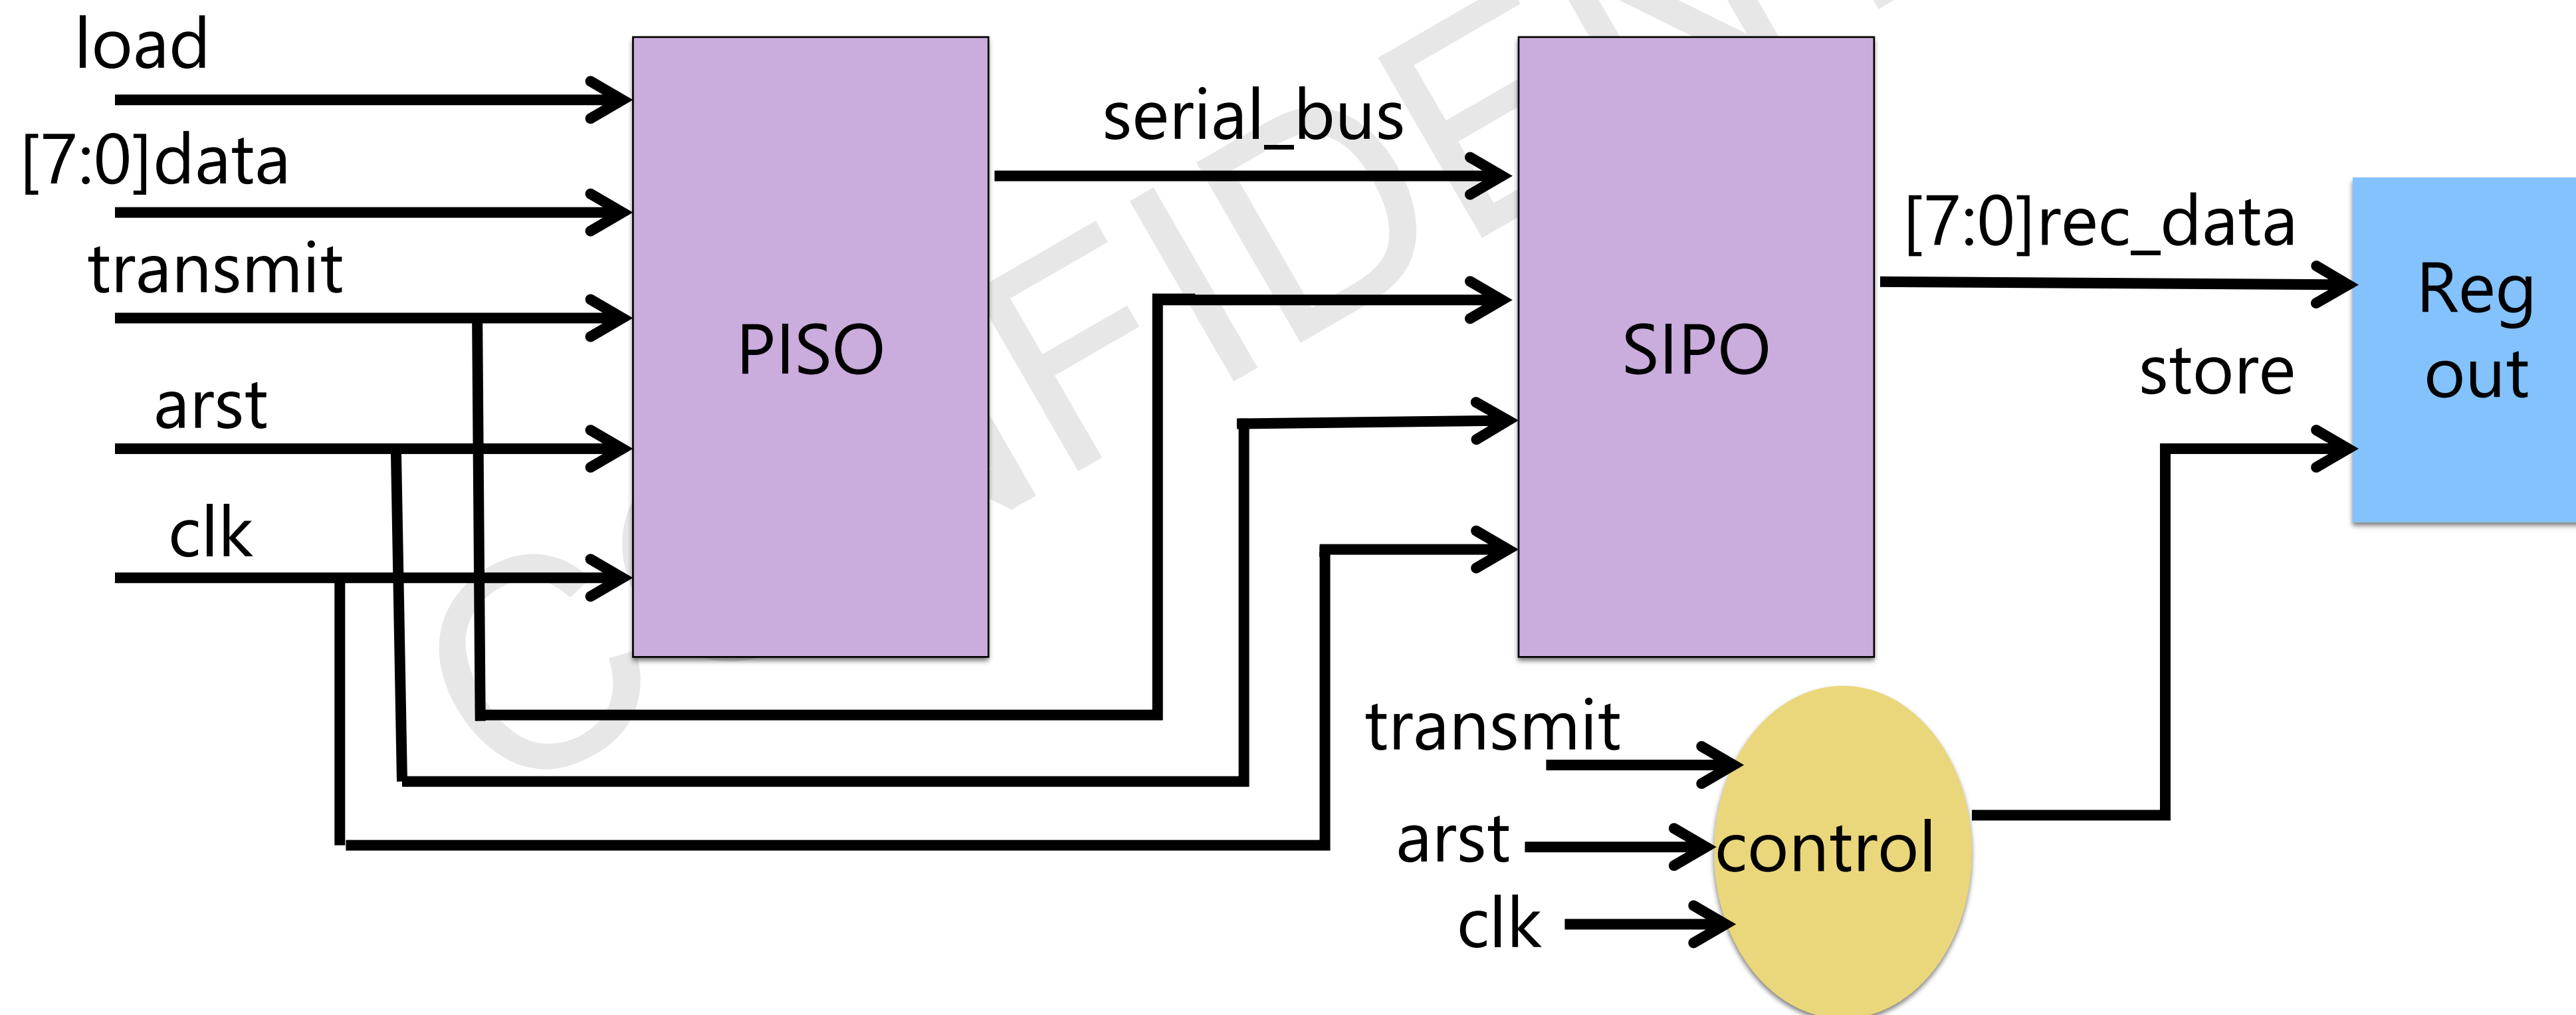 load
[7:0]data
transmit
arst
clk
PISO
serial_bus
SIPO
[7:0]rec_data
store
Reg
out
transmit
arst
clk
control